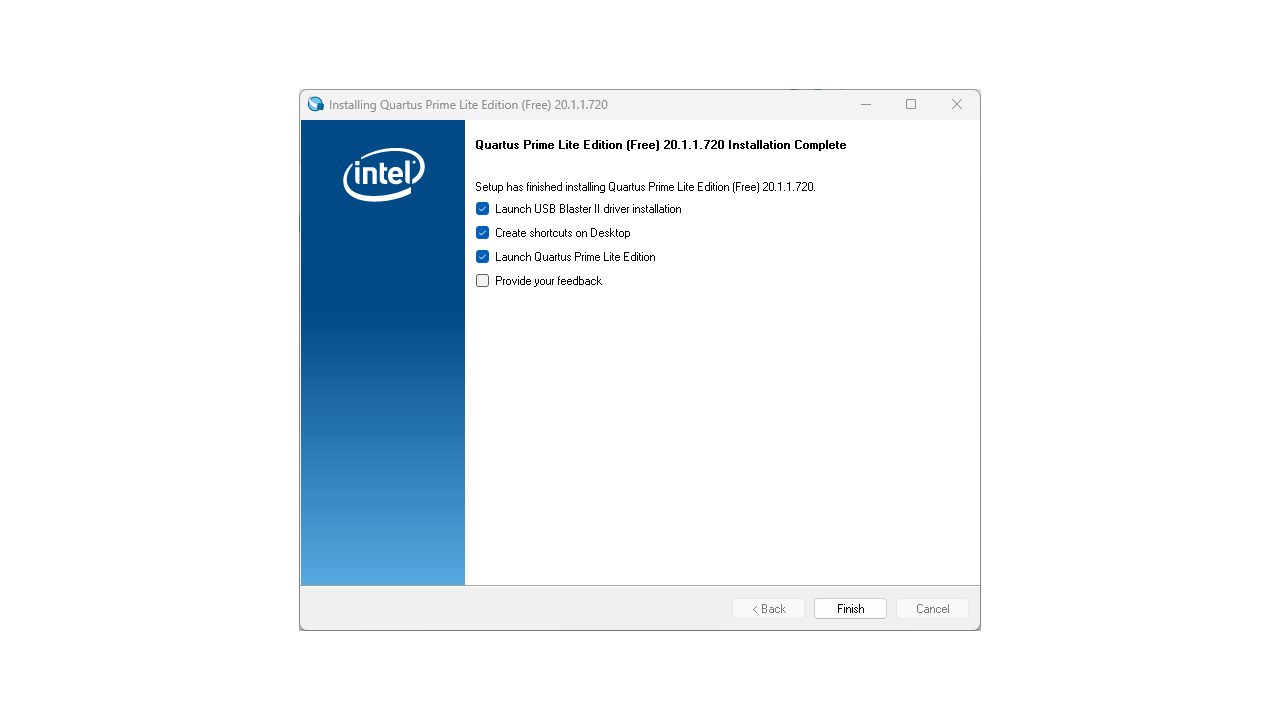 Installing Quartus Prime Lite Edition (Free) 20.1.1.720
intel
Quartus Prime Lite Edition (Free) 20.1.1.720 Installation Complete
Setup has finished installing Quartus Prime Lite Edition (Free) 20.1.1.720.
Launch USB Blaster II driver installation
Create shortcuts on Desktop
Launch Quartus Prime Lite Edition
Provide your feedback
< Back
Finish
Cancel